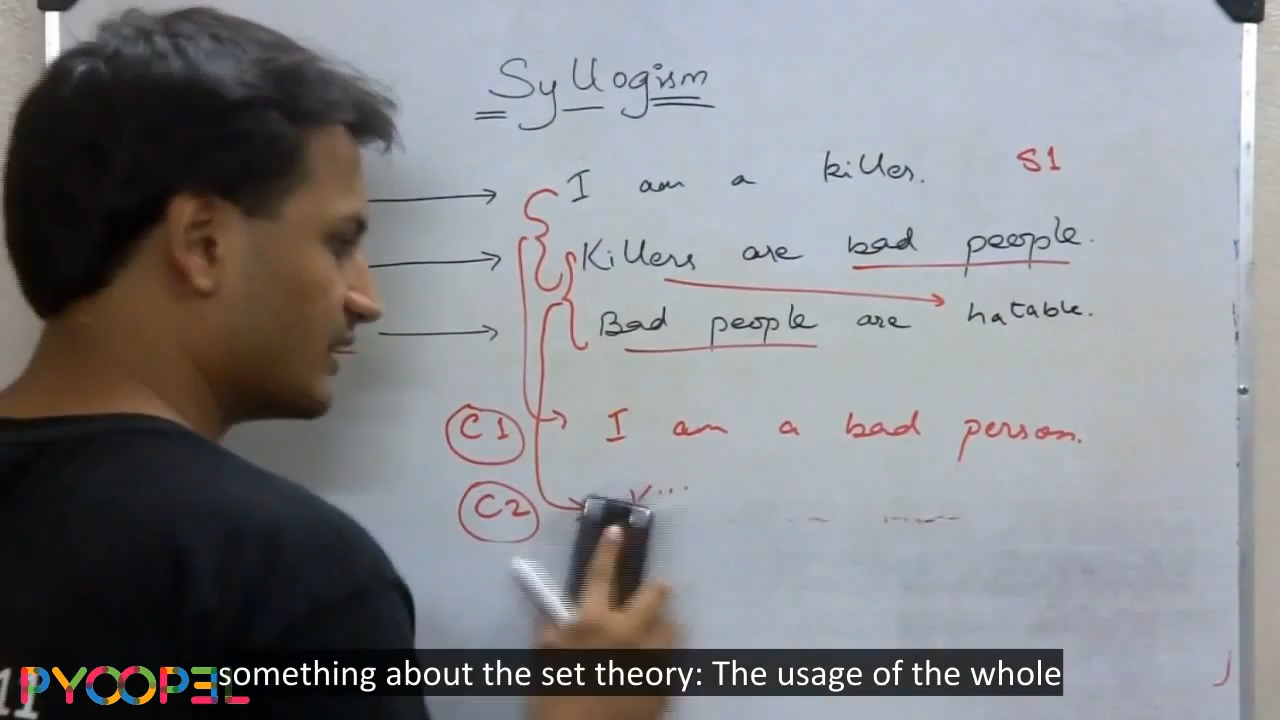 Syllogism
I am a killer. S1
Killers are bad people.
Bad people are hatable.
C1 I am a bad person.
C2
PYOOPEL
something about the set theory: The usage of the whole